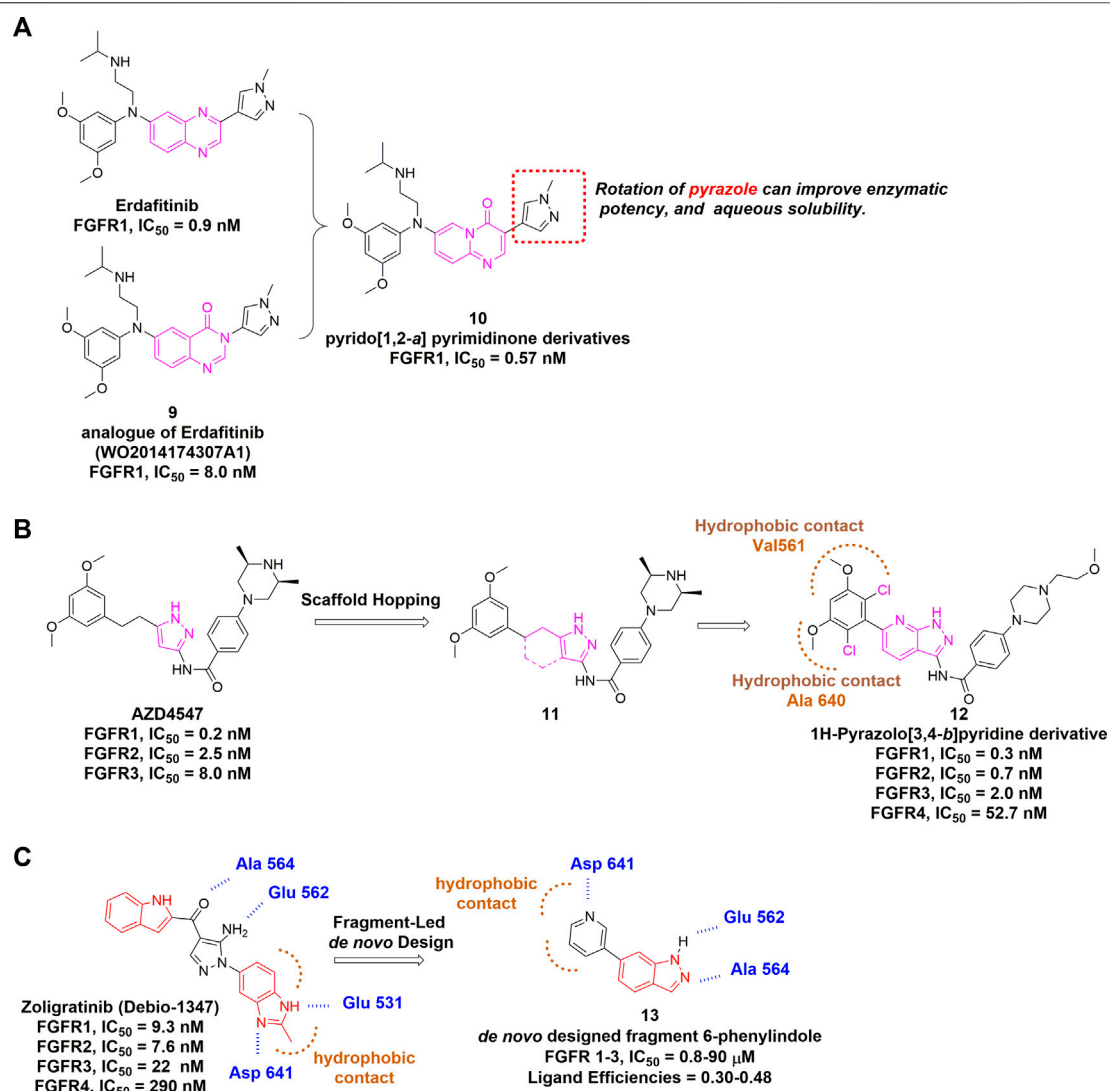 A
Erdafitinib
FGFR1, IC50 = 0.9 nM
9
analogue of Erdafitinib
(WO2014174307A1)
FGFR1, IC50 = 8.0 nM
10
pyrido[1,2-a] pyrimidinone derivatives
FGFR1, IC50 = 0.57 nM
Rotation of pyrazole can improve enzymatic
potency, and aqueous solubility.
B
AZD4547
FGFR1, IC50 = 0.2 nM
FGFR2, IC50 = 2.5 nM
FGFR3, IC50 = 8.0 nM
Scaffold Hopping
11
Hydrophobic contact
Val561
Hydrophobic contact
Ala 640
12
1H-Pyrazolo[3,4-b]pyridine derivative
FGFR1, IC50 = 0.3 nM
FGFR2, IC50 = 0.7 nM
FGFR3, IC50 = 2.0 nM
FGFR4, IC50 = 52.7 nM
C
Ala 564
Glu 562
Glu 531
Asp 641
hydrophobic
contact
Zoligratinib (Debio-1347)
FGFR1, IC50 = 9.3 nM
FGFR2, IC50 = 7.6 nM
FGFR3, IC50 = 22 nM
FGFR4, IC50 = 290 nM
Fragment-Led
de novo Design
Asp 641
hydrophobic
contact
Glu 562
Ala 564
13
de novo designed fragment 6-phenylindole
FGFR 1-3, IC50 = 0.8-90 μM
Ligand Efficiencies = 0.30-0.48